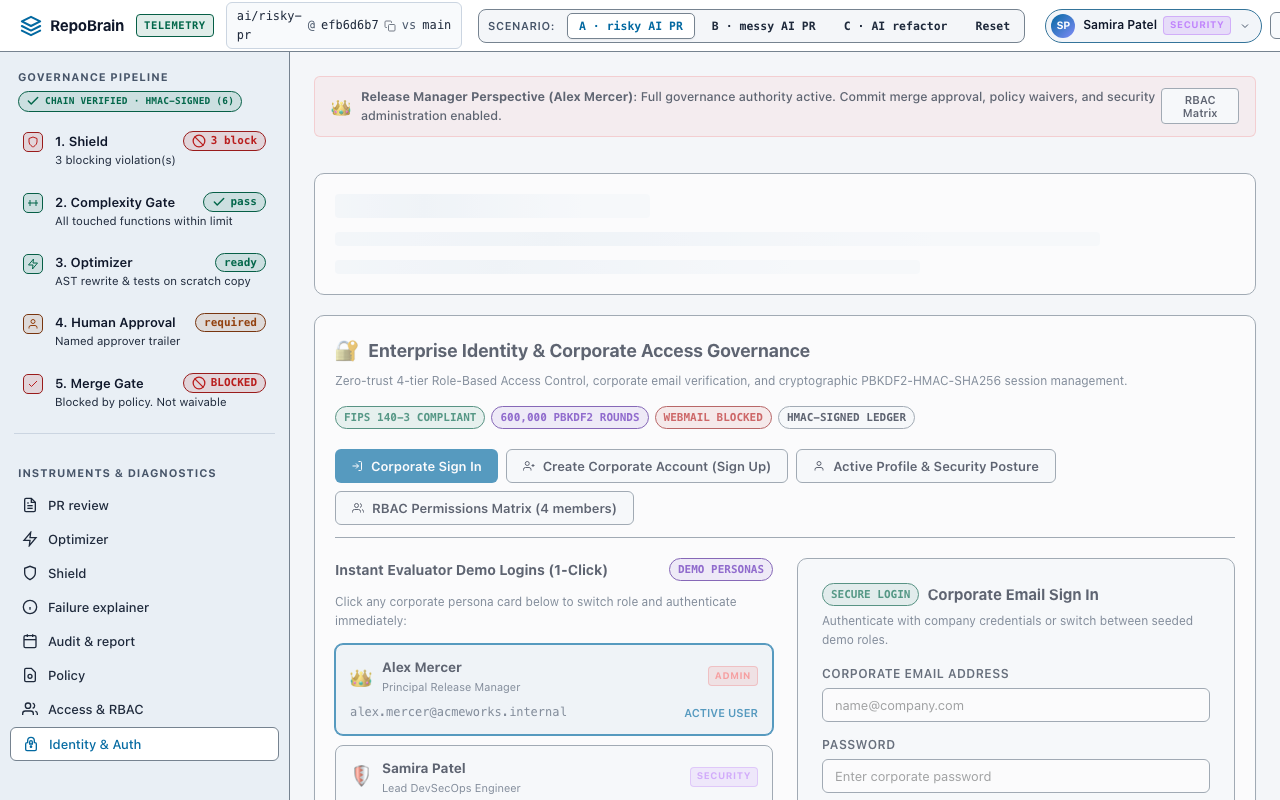 RepoBrain
TELEMETRY
ai/risky-pr @ efb6d6b7 vs main
SCENARIO: A · risky AI PR B · messy AI PR C · AI refactor Reset
SP Samira Patel SECURITY
GOVERNANCE PIPELINE
CHAIN VERIFIED · HMAC-SIGNED (6)
1. Shield 3 block
3 blocking violation(s)
2. Complexity Gate pass
All touched functions within limit
3. Optimizer ready
AST rewrite & tests on scratch copy
4. Human Approval required
Named approver trailer
5. Merge Gate BLOCKED
Blocked by policy. Not waivable
INSTRUMENTS & DIAGNOSTICS
PR review
Optimizer
Shield
Failure explainer
Audit & report
Policy
Access & RBAC
Identity & Auth
Release Manager Perspective (Alex Mercer): Full governance authority active. Commit merge approval, policy waivers, and security
administration enabled.
RBAC
Matrix
Enterprise Identity & Corporate Access Governance
Zero-trust 4-tier Role-Based Access Control, corporate email verification, and cryptographic PBKDF2-HMAC-SHA256 session management.
FIPS 140-3 COMPLIANT 600,000 PBKDF2 ROUNDS WEBMAIL BLOCKED HMAC-SIGNED LEDGER
Corporate Sign In Create Corporate Account (Sign Up) Active Profile & Security Posture
RBAC Permissions Matrix (4 members)
Instant Evaluator Demo Logins (1-Click) DEMO PERSONAS
Click any corporate persona card below to switch role and authenticate
immediately:
Alex Mercer
Principal Release Manager
ADMIN
alex.mercer@acmeworks.internal ACTIVE USER
Samira Patel
Lead DevSecOps Engineer
SECURITY
SECURE LOGIN Corporate Email Sign In
Authenticate with company credentials or switch between seeded
demo roles.
CORPORATE EMAIL ADDRESS
name@company.com
PASSWORD
Enter corporate password